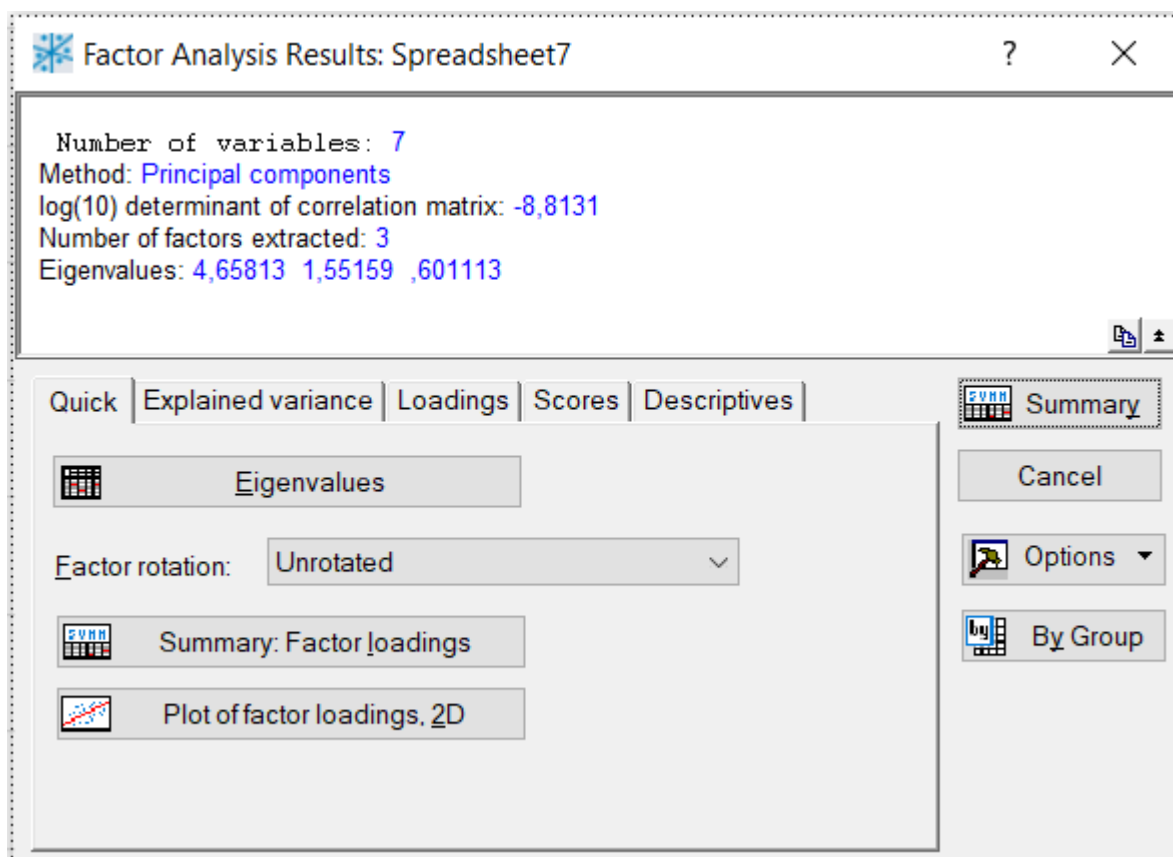 Factor Analysis Results: Spreadsheet7 ?
Number of variables: 7
Method: Principal components
log(10) determinant of correlation matrix: -8,8131
Number of factors extracted: 3
Eigenvalues: 4,65813 1,55159 ,601113
Quick Explained variance Loadings Scores Descriptives
Summary
Eigenvalues
Cancel
Factor rotation: Unrotated
Options
Summary: Factor loadings
by By Group
Plot of factor loadings, 2D